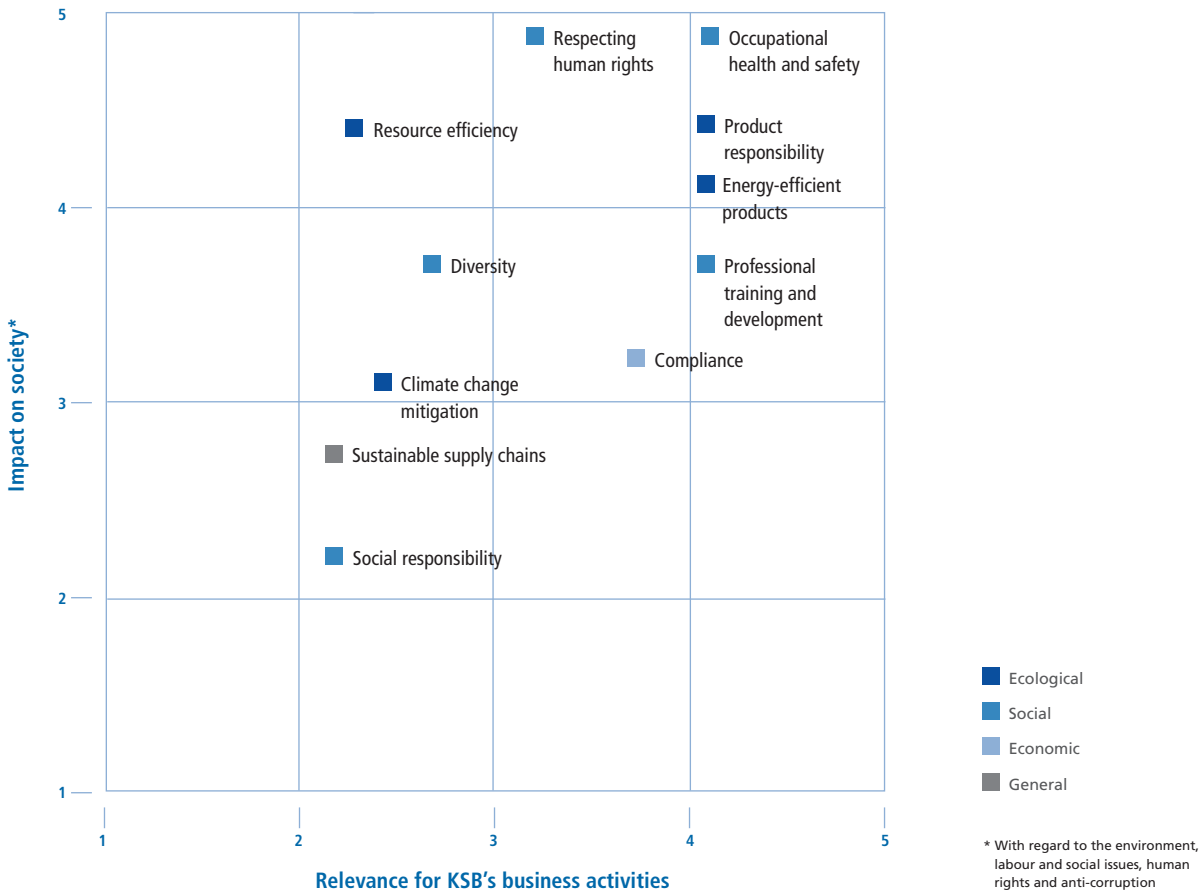 5
Respecting
human rights
Occupational
health and safety
Resource efficiency
Product
responsibility
Energy-efficient
products
4
Diversity
Professional
training and
development
Compliance
Climate change
mitigation
3
Sustainable supply chains
Social responsibility
2
1
Impact on society*
1
2
3
4
5
Relevance for KSB's business activities
Ecological
Social
Economic
General
* With regard to the environment,
labour and social issues, human
rights and anti-corruption